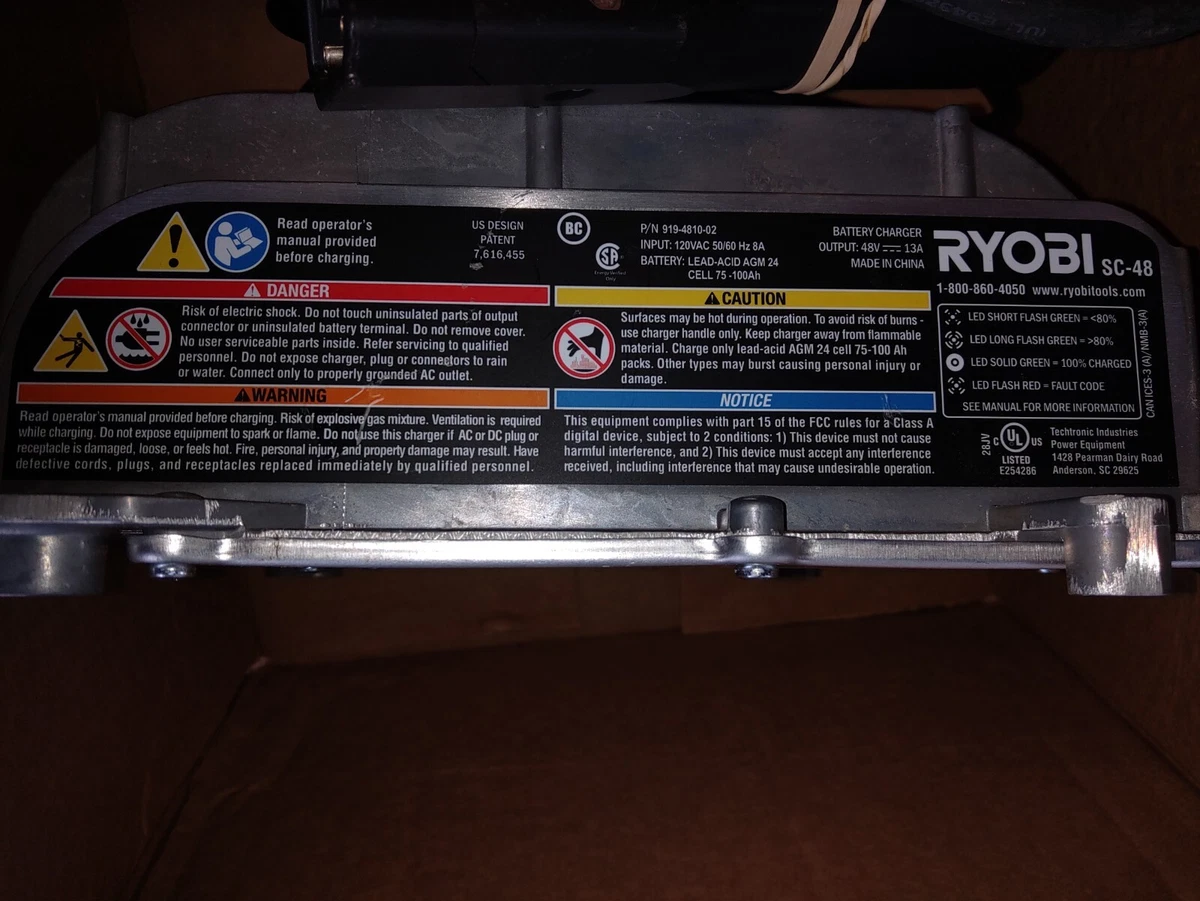 Read operator's
manual provided
before charging.
US DESIGN
PATENT
7,616,455
BC
SA
Energy Verified
Only
P/N 919-4810-02
INPUT: 120VAC 50/60 Hz 8A
BATTERY: LEAD-ACID AGM 24
CELL 75 -100Ah
BATTERY CHARGER
OUTPUT: 48V ⎓ 13A
MADE IN CHINA
RYOBI SC-48
1-800-860-4050 www.ryobitools.com
DANGER
Risk of electric shock. Do not touch uninsulated parts of output
connector or uninsulated battery terminal. Do not remove cover.
No user serviceable parts inside. Refer servicing to qualified
personnel. Do not expose charger, plug or connectors to rain
or water. Connect only to properly grounded AC outlet.
WARNING
Read operator's manual provided before charging. Risk of explosive gas mixture. Ventilation is required
while charging. Do not expose equipment to spark or flame. Do not use this charger if AC or DC plug or
receptacle is damaged, loose, or feels hot. Fire, personal injury, and property damage may result. Have
defective cords, plugs, and receptacles replaced immediately by qualified personnel.
CAUTION
Surfaces may be hot during operation. To avoid risk of burns -
use charger handle only. Keep charger away from flammable
material. Charge only lead-acid AGM 24 cell 75-100 Ah
packs. Other types may burst causing personal injury or
damage.
NOTICE
This equipment complies with part 15 of the FCC rules for a Class A
digital device, subject to 2 conditions: 1) This device must not cause
harmful interference, and 2) This device must accept any interference
received, including interference that may cause undesirable operation.
LED SHORT FLASH GREEN = <80%
LED LONG FLASH GREEN = >80%
LED SOLID GREEN = 100% CHARGED
LED FLASH RED = FAULT CODE
SEE MANUAL FOR MORE INFORMATION
CAN ICES-3 (A)/NMB-3(A)
28JV
C UL US
LISTED
E254286
Techtronic Industries
Power Equipment
1428 Pearman Dairy Road
Anderson, SC 29625